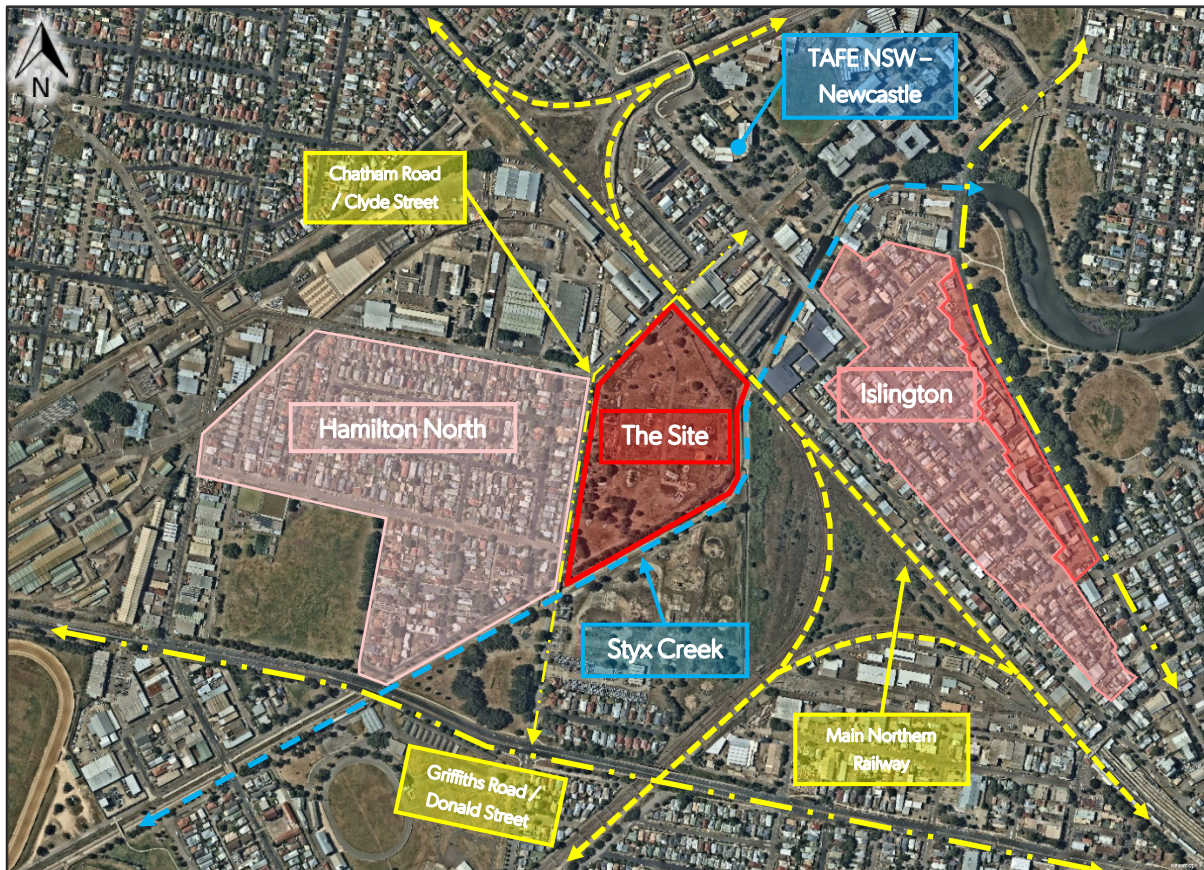 N
TAFE NSW –
Newcastle
Chatham Road
/ Clyde Street
Hamilton North
The Site
Islington
Styx Creek
Main Northern
Railway
Griffiths Road /
Donald Street